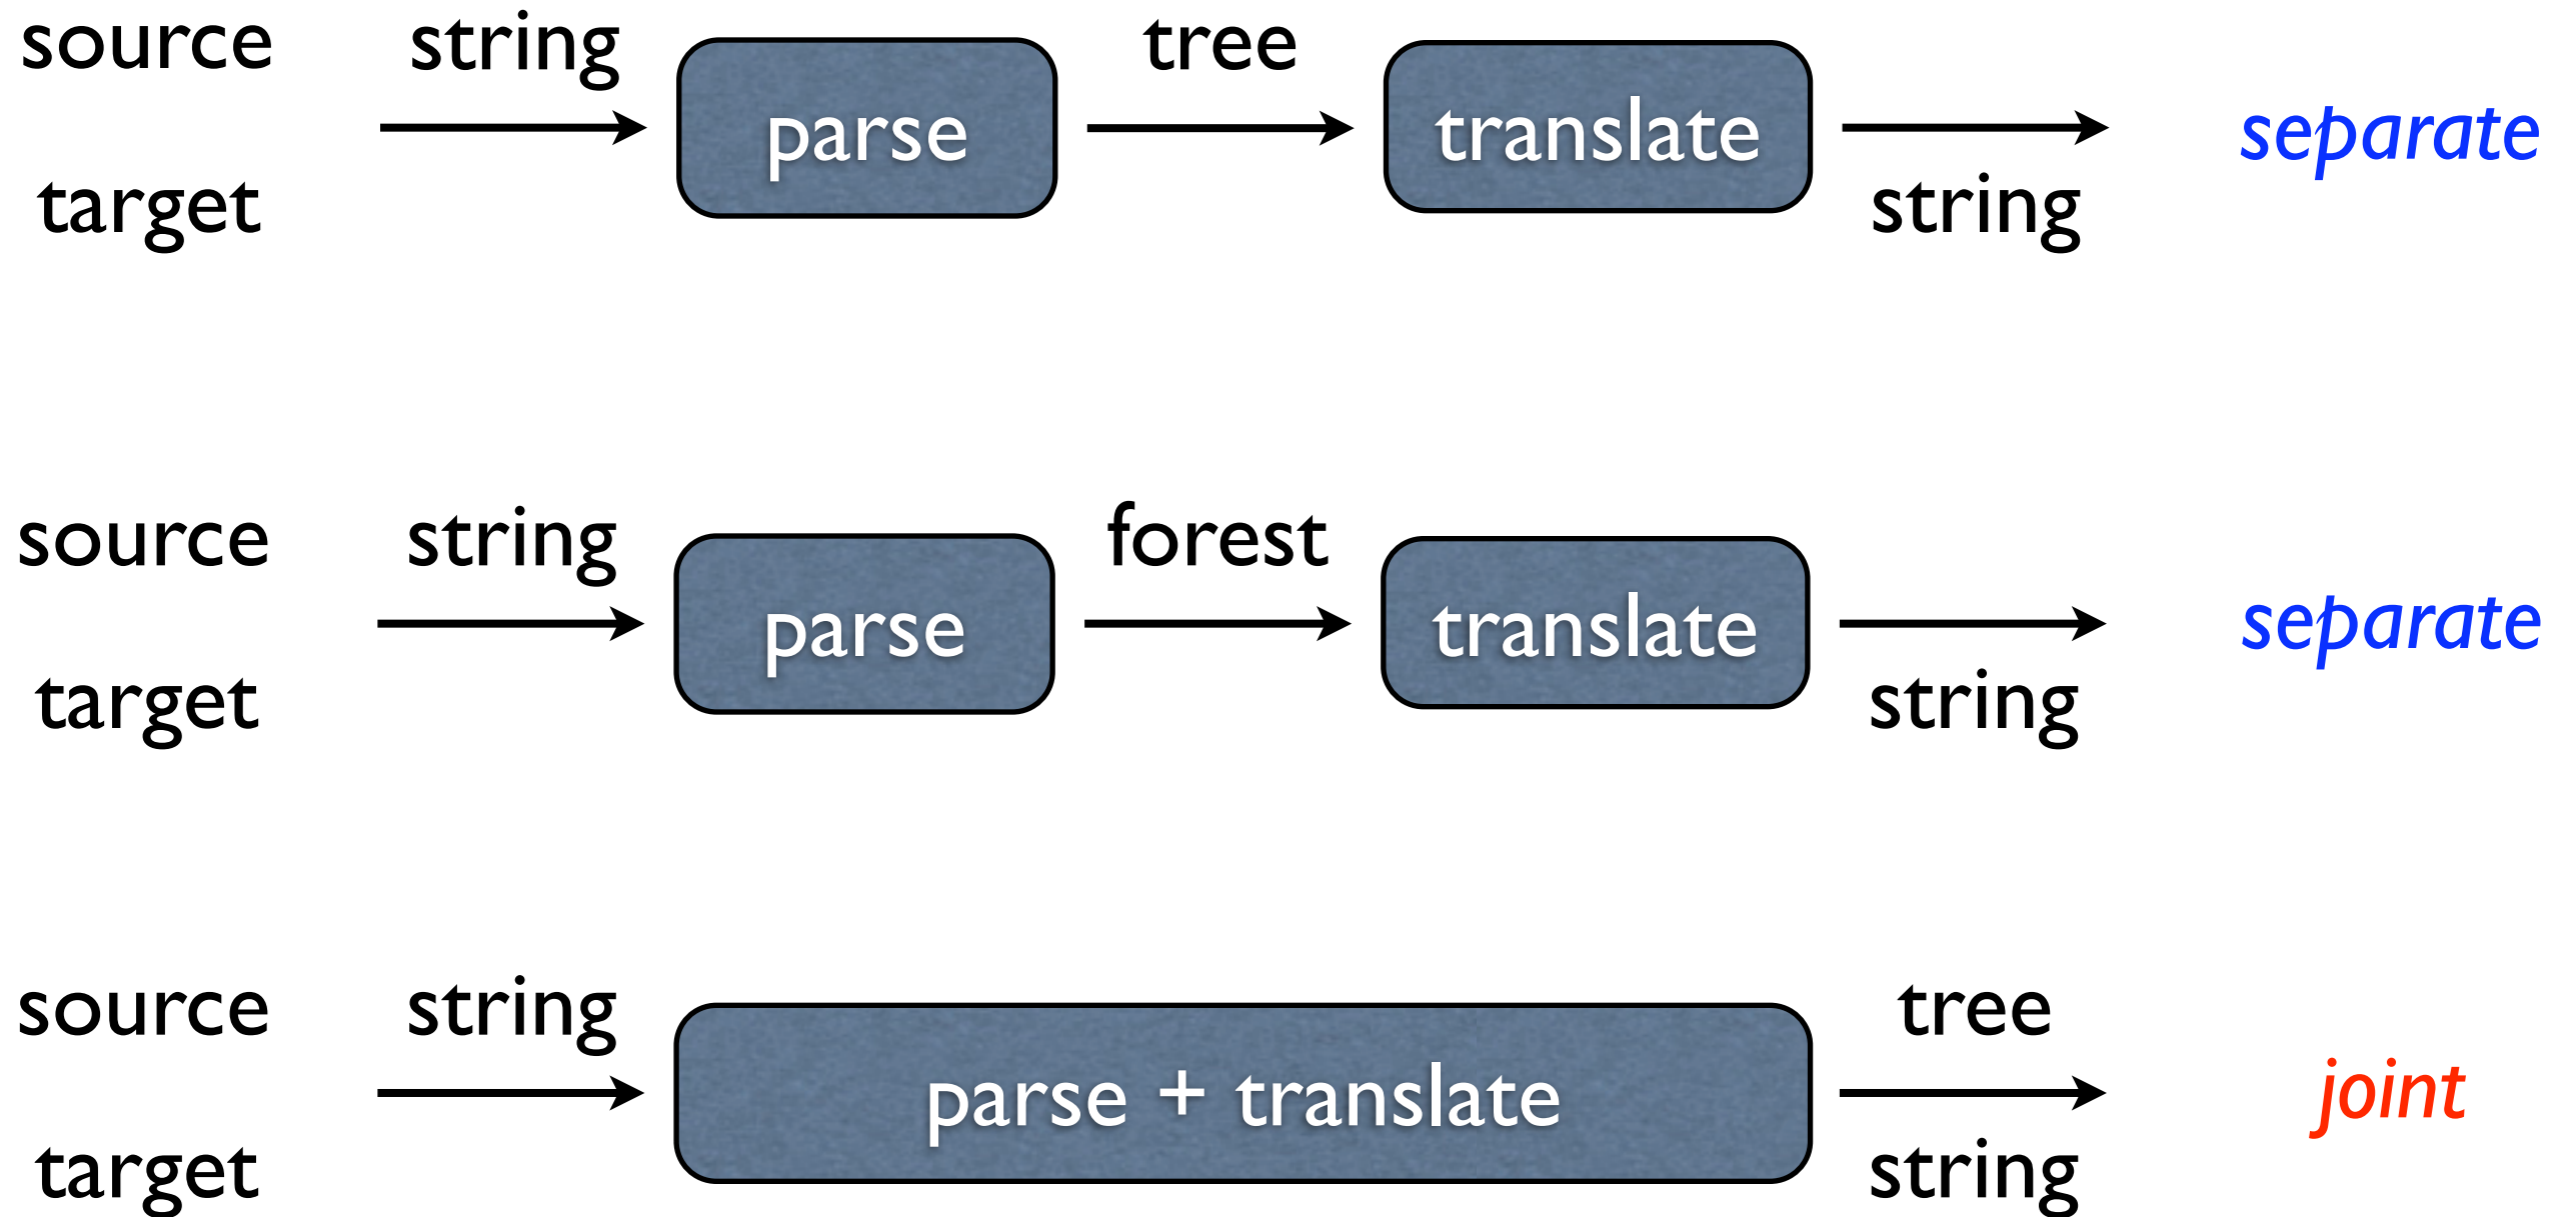 source string tree
parse translate separate
target string
source string forest
parse translate separate
target string
source string tree
parse + translate joint
target string